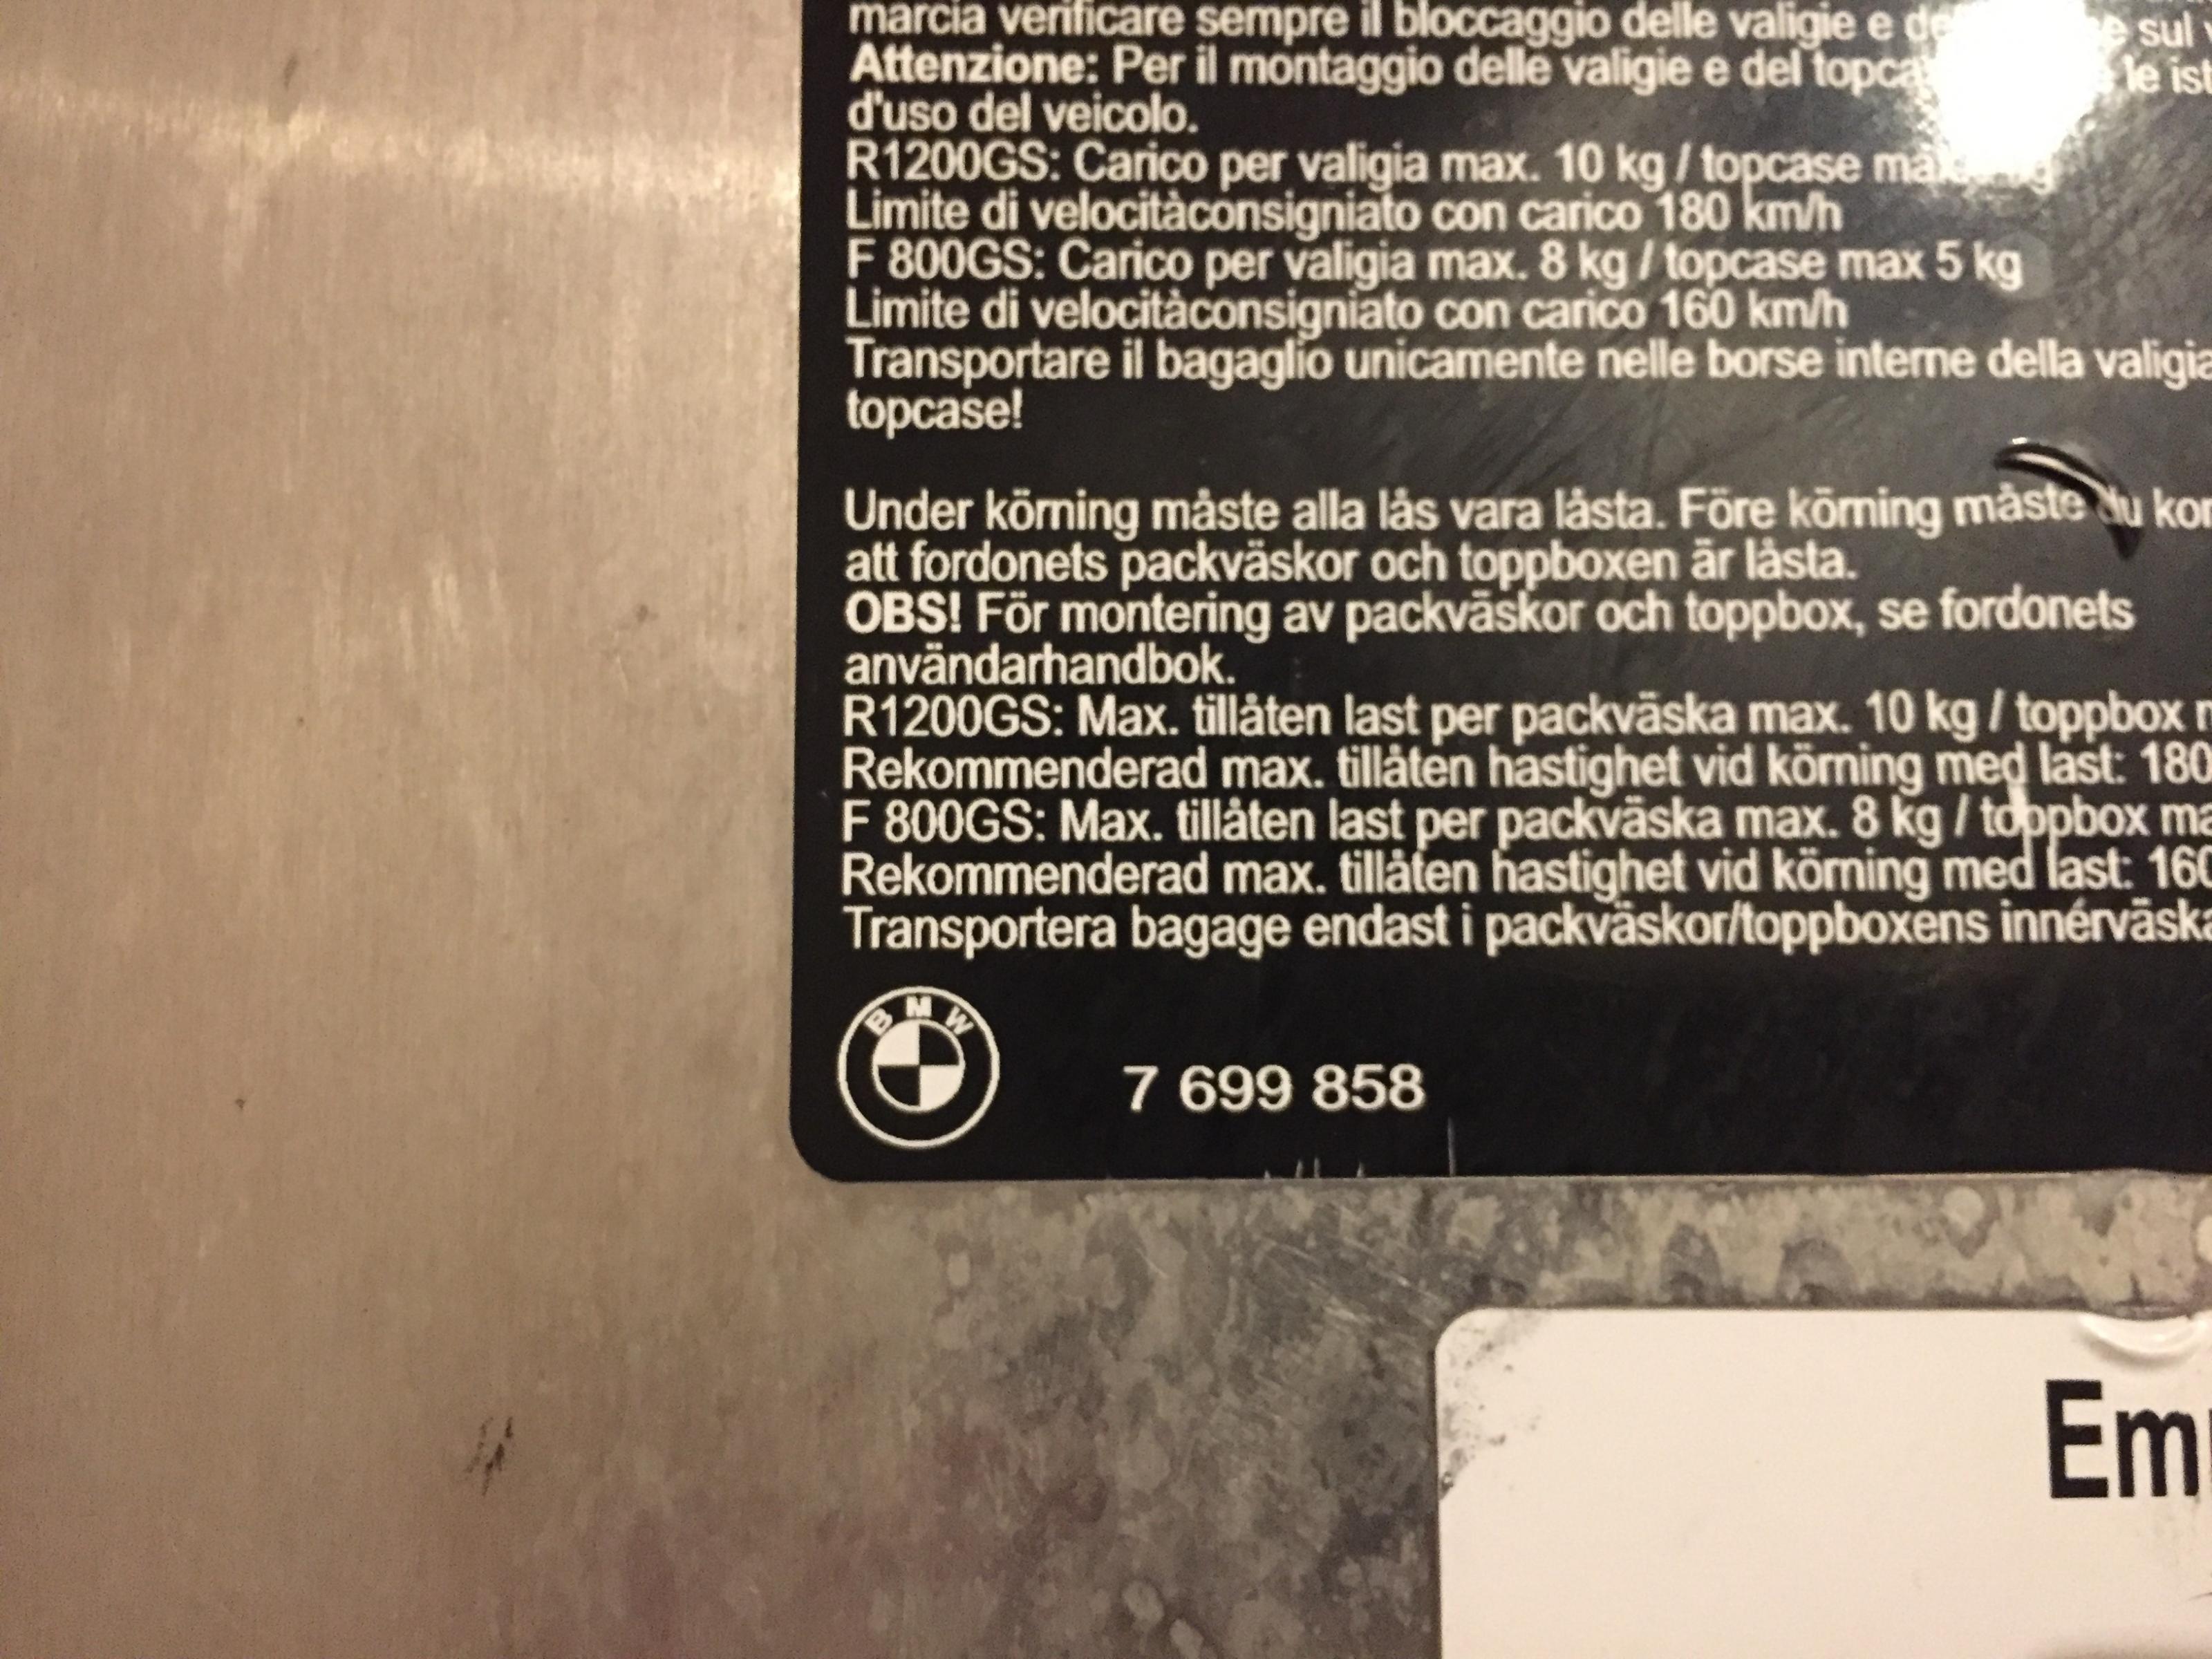 marcia verificare sempre il bloccaggio delle valigie e sul
Attenzione: Per il montaggio delle valigie e del le
d'uso del veicolo.
R1200GS: Carico per valigia max. 10 kg / topcase
Limite di velocitàconsigniato con carico 180 km/h
F 800GS: Carico per valigia max. 8 kg / topcase max 5 kg
Limite di velocitàconsigniato con carico 160 km/h
Transportare il bagaglio unicamente nelle borse interne della
topcase!
Under körning måste alla lås vara låsta. Före körning måste du
att fordonets packväskor och toppboxen är låsta.
OBS! För montering av packväskor och toppbox, se fordonets
användarhandbok.
R1200GS: Max. tillåten last per packväska max. 10 kg / toppbox
Rekommenderad max. tillåten hastighet vid körning med last: 180
F 800GS: Max. tillåten last per packväska max. 8 kg / toppbox
Rekommenderad max. tillåten hastighet vid körning med last: 160
Transportera bagage endast i packväskor/toppboxens
BMW
7 699 858